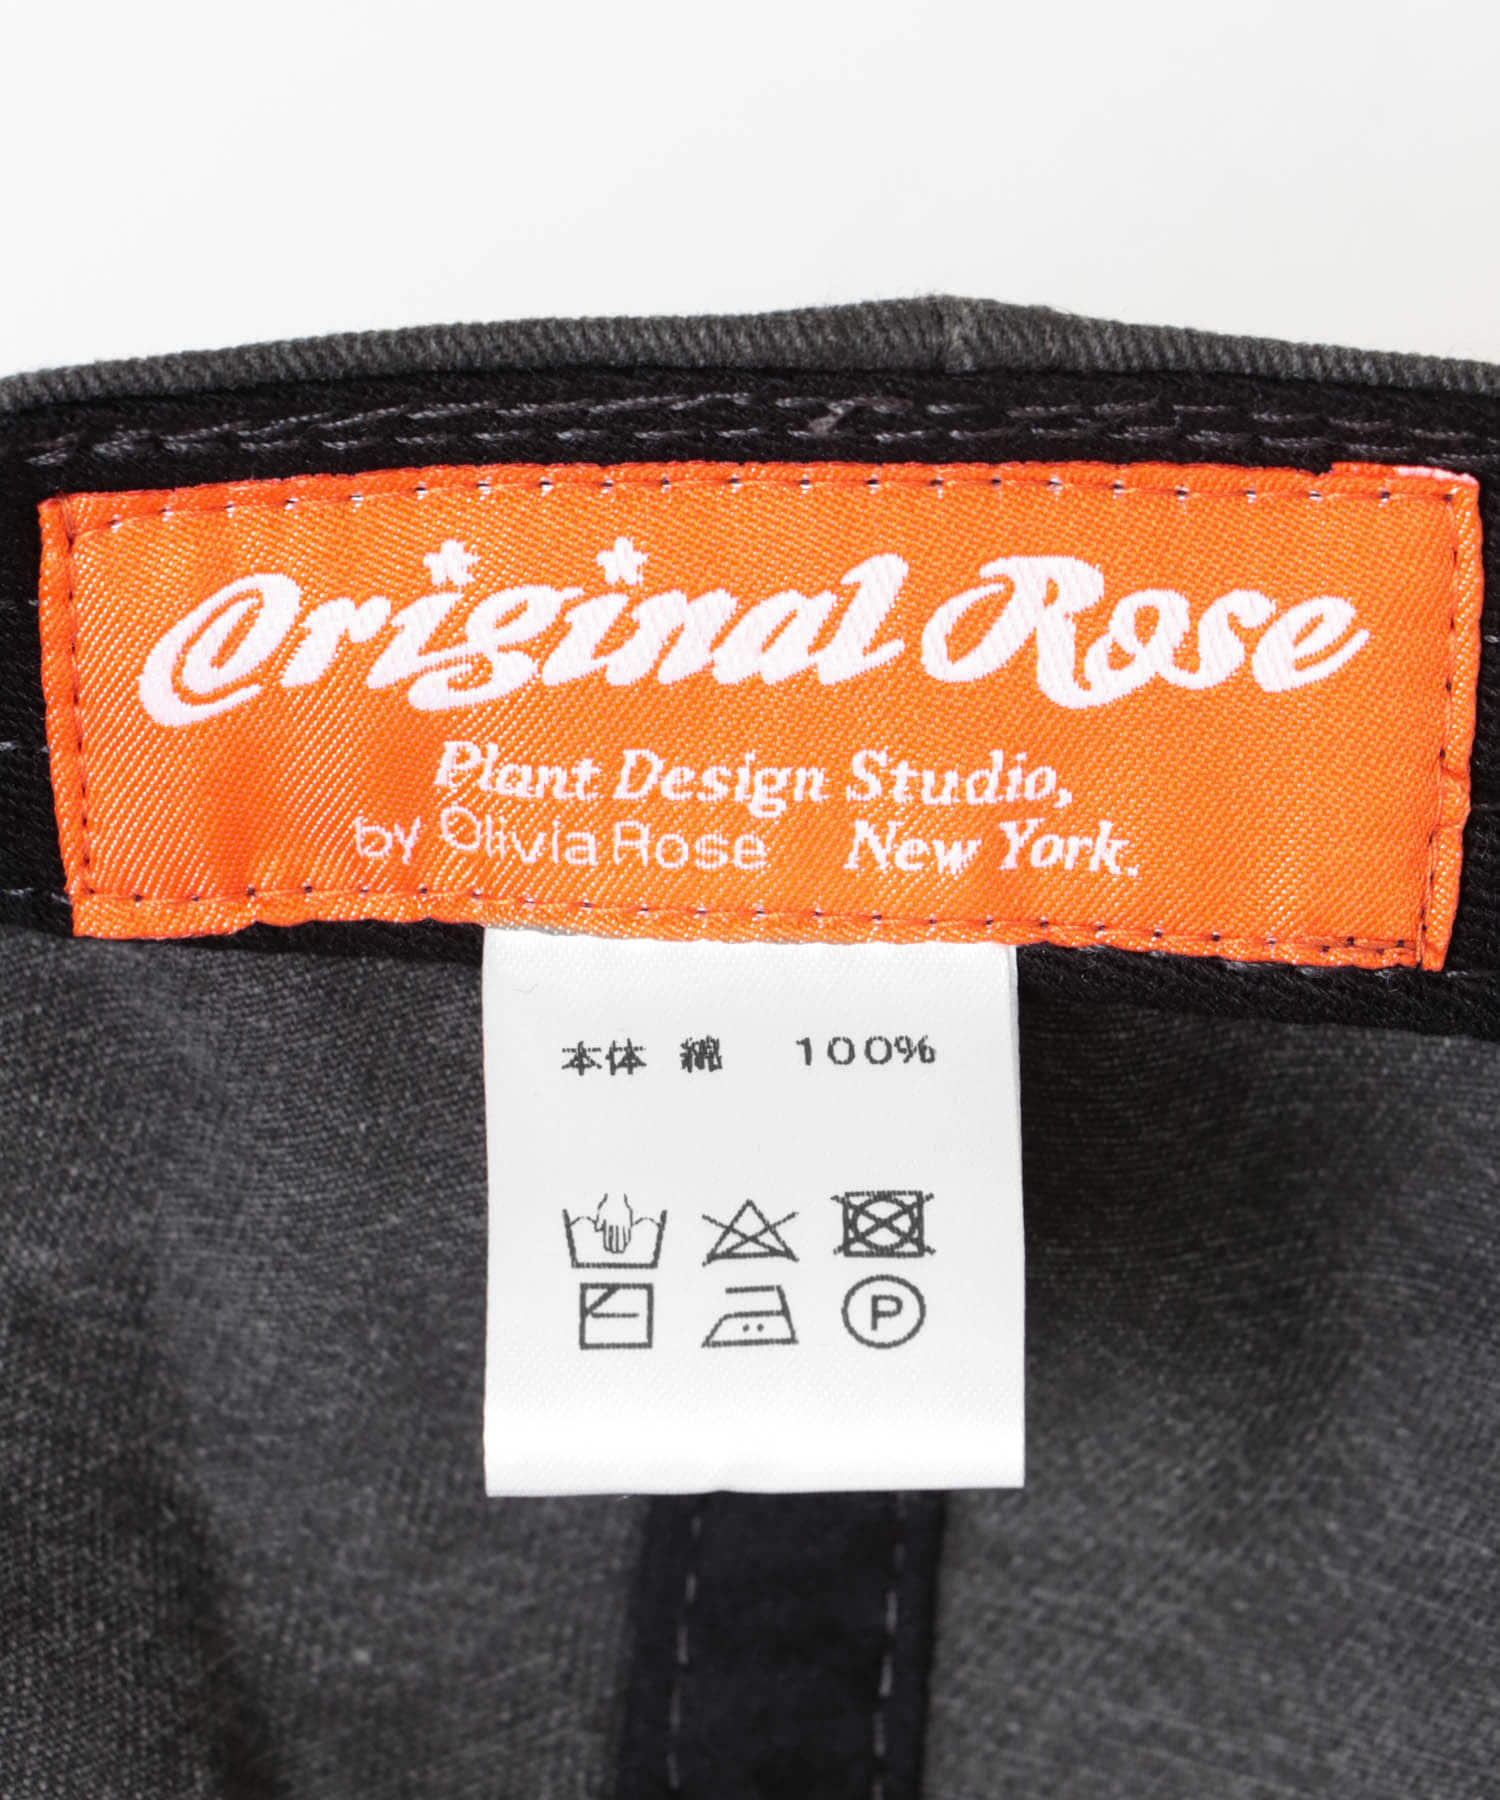 Original Rose
Plant Design Studio,
by Olivia Rose New York.
本体 綿 100%
P